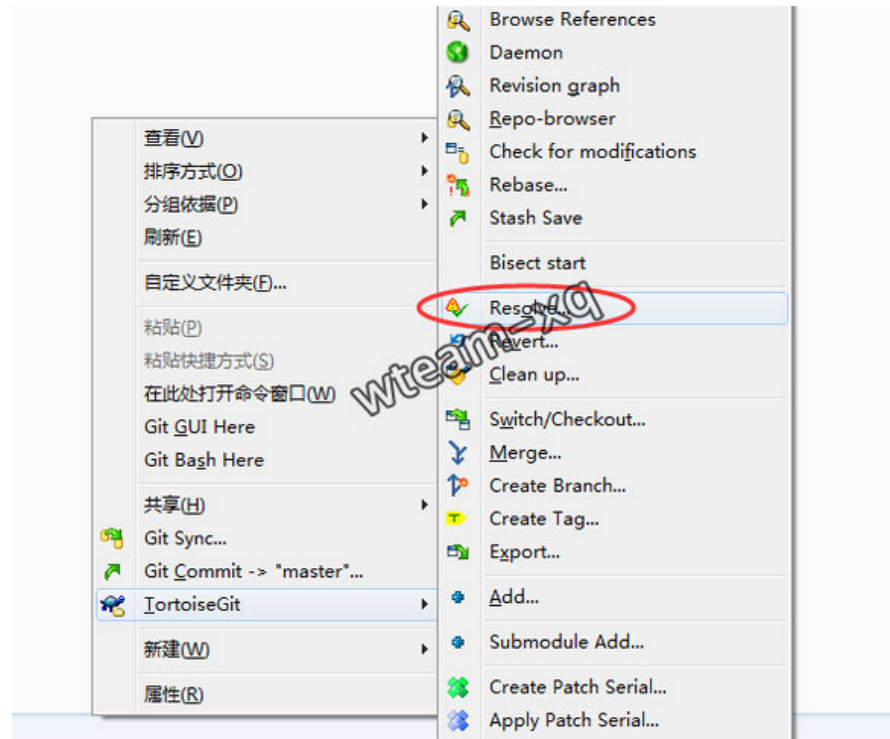 查看(V)
排序方式(O)
分组依据(P)
刷新(E)
自定义文件夹(F)...
粘贴(P)
粘贴快捷方式(S)
在此处打开命令窗口(W)
Git GUI Here
Git Bash Here
共享(H)
Git Sync...
Git Commit -> "master"...
TortoiseGit
新建(W)
属性(R)
Browse References
Daemon
Revision graph
Repo-browser
Check for modifications
Rebase...
Stash Save
Bisect start
Resolve...
Revert...
Clean up...
Switch/Checkout...
Merge...
Create Branch...
Create Tag...
Export...
Add...
Submodule Add...
Create Patch Serial...
Apply Patch Serial...
wteam-xq